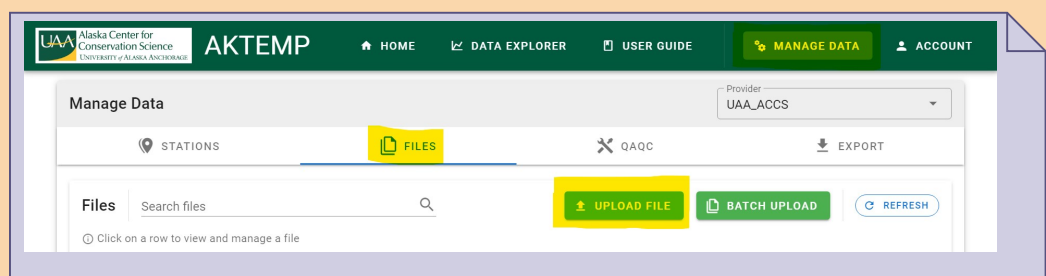 UAA
Alaska Center for
Conservation Science
UNIVERSITY of ALASKA ANCHORAGE
AKTEMP
HOME
DATA EXPLORER
USER GUIDE
MANAGE DATA
ACCOUNT
Manage Data
Provider
UAA_ACCS
STATIONS
FILES
QAQC
EXPORT
Files
Search files
UPLOAD FILE
BATCH UPLOAD
REFRESH
Click on a row to view and manage a file